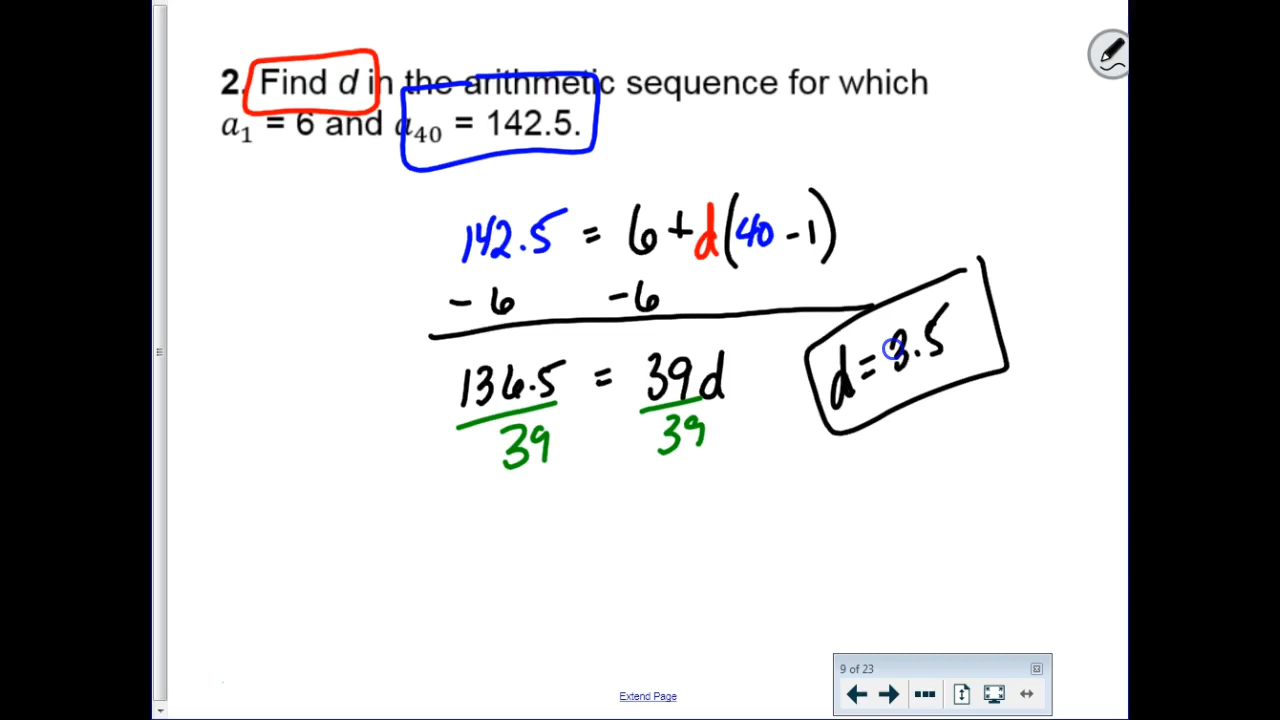 2. Find d in the arithmetic sequence for which
a₁ = 6 and a₄₀ = 142.5.
142.5 = 6 + d(40 - 1)
- 6 - 6
136.5 = 39d
39 39
d = 3.5
9 of 23
Extend Page